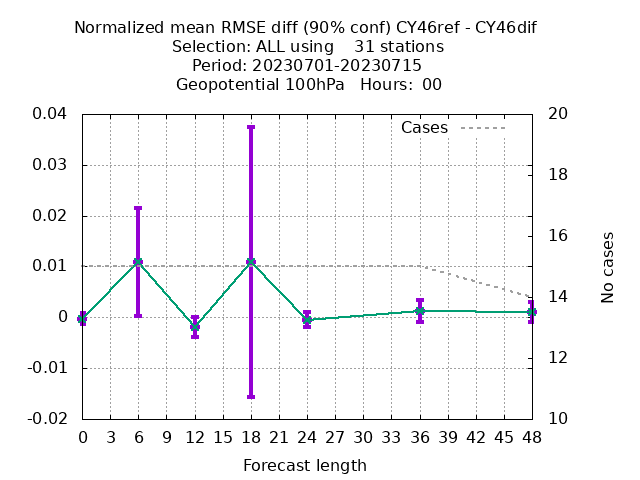 Normalized mean RMSE diff (90% conf) CY46ref - CY46dif
Selection: ALL using    31 stations
Period: 20230701-20230715
Geopotential 100hPa   Hours:  00
Cases
0.04
0.03
0.02
0.01
0
-0.01
-0.02
20
18
16
14
12
10
No cases
0 3 6 9 12 15 18 21 24 27 30 33 36 39 42 45 48
Forecast length